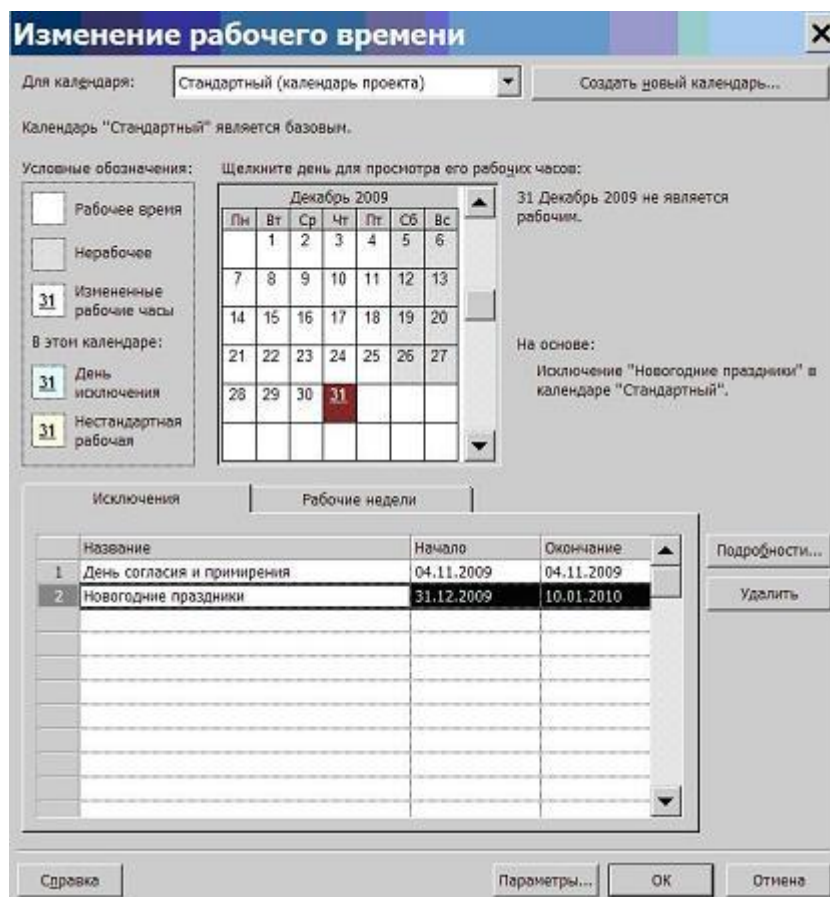 Изменение рабочего времени
Для календаря: Стандартный (календарь проекта) Создать новый календарь...
Календарь "Стандартный" является базовым.
Условные обозначения:
Рабочее время
Нерабочее
31 Измененные
рабочие часы
В этом календаре:
31 День
исключения
31 Нестандартная
рабочая
Щелкните день для просмотра его рабочих часов:
Декабрь 2009
Пн Вт Ср Чт Пт Сб Вс
1 2 3 4 5 6
7 8 9 10 11 12 13
14 15 16 17 18 19 20
21 22 23 24 25 26 27
28 29 30 31
31 Декабрь 2009 не является
рабочим.
На основе:
Исключение "Новогодние праздники" в
календаре "Стандартный".
Исключения Рабочие недели
Название Начало Окончание
1 День согласия и примирения 04.11.2009 04.11.2009
2 Новогодние праздники 31.12.2009 10.01.2010
Подробности...
Удалить
Справка Параметры... ОК Отмена